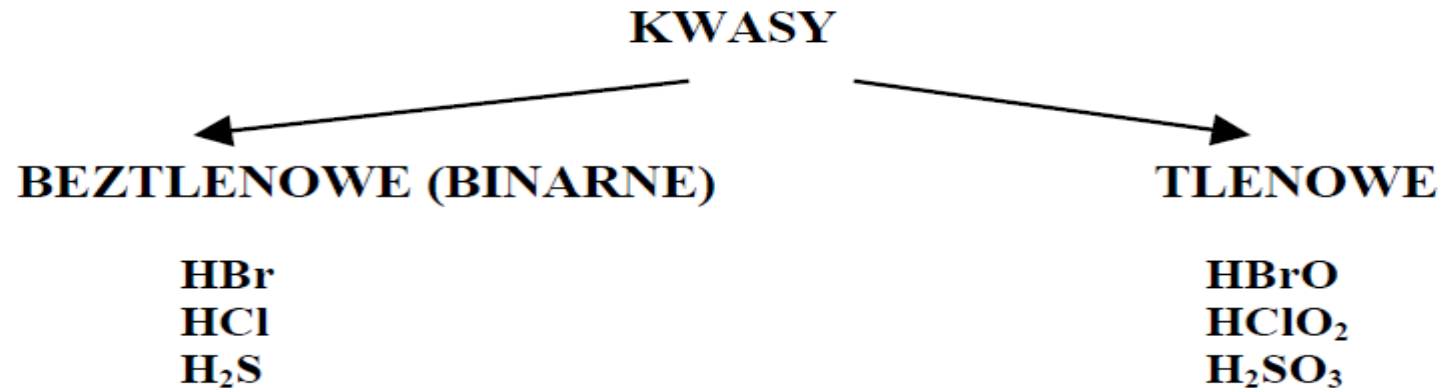 KWASY
BEZTLENOWE (BINARNE)
TLENOWE
HBr
HCl
H₂S
HBrO
HClO₂
H₂SO₃